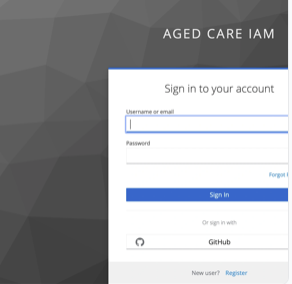 AGED CARE IAM
Sign in to your account
Username or email
Password
Forgot
Sign In
Or sign in with
GitHub
New user? Register